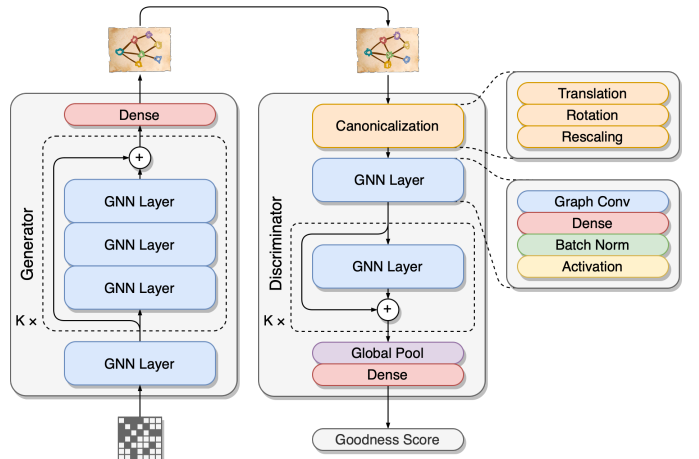 Dense
+
GNN Layer
GNN Layer
GNN Layer
K ×
GNN Layer
Generator
Canonicalization
GNN Layer
GNN Layer
+
K ×
Global Pool
Dense
Discriminator
Goodness Score
Translation
Rotation
Rescaling
Graph Conv
Dense
Batch Norm
Activation